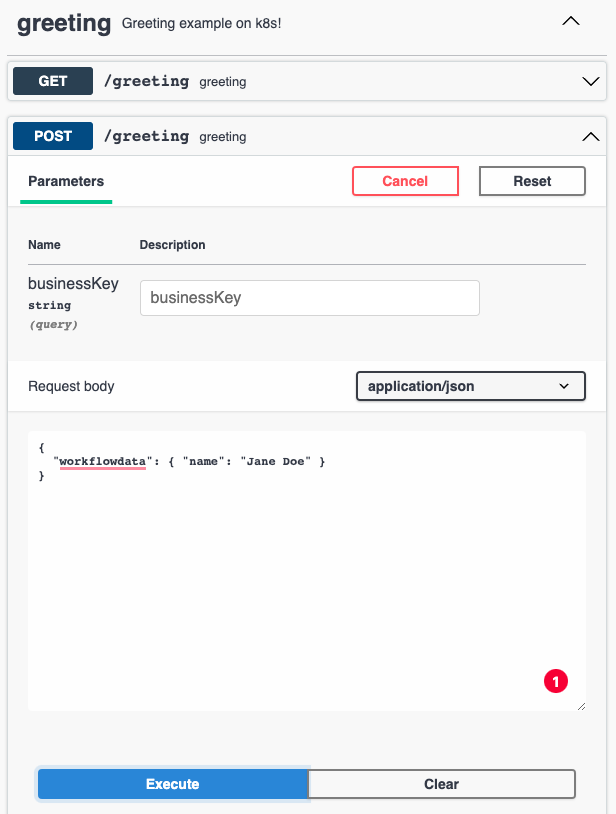 greeting Greeting example on k8s!
GET /greeting greeting
POST /greeting greeting
Parameters Cancel Reset
Name Description
businessKey businessKey
string
(query)
Request body application/json
{
"workflowdata": { "name": "Jane Doe" }
}
1
Execute Clear